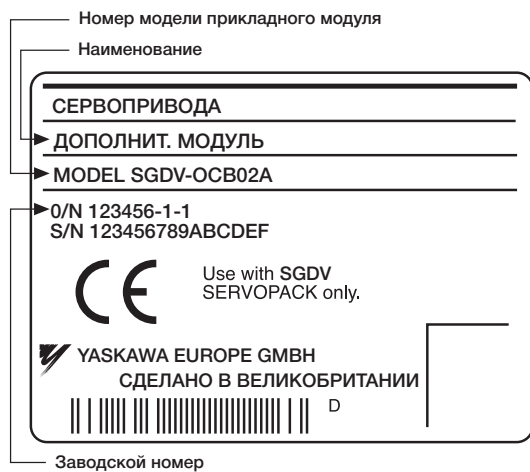 Номер модели прикладного модуля
Наименование
СЕРВОПРИВОДА
ДОПОЛНИТ. МОДУЛЬ
MODEL SGDV-OCB02A
0/N 123456-1-1
S/N 123456789ABCDEF
CE
Use with SGDV
SERVOPACK only.
YASKAWA EUROPE GMBH
СДЕЛАНО В ВЕЛИКОБРИТАНИИ
D
Заводской номер